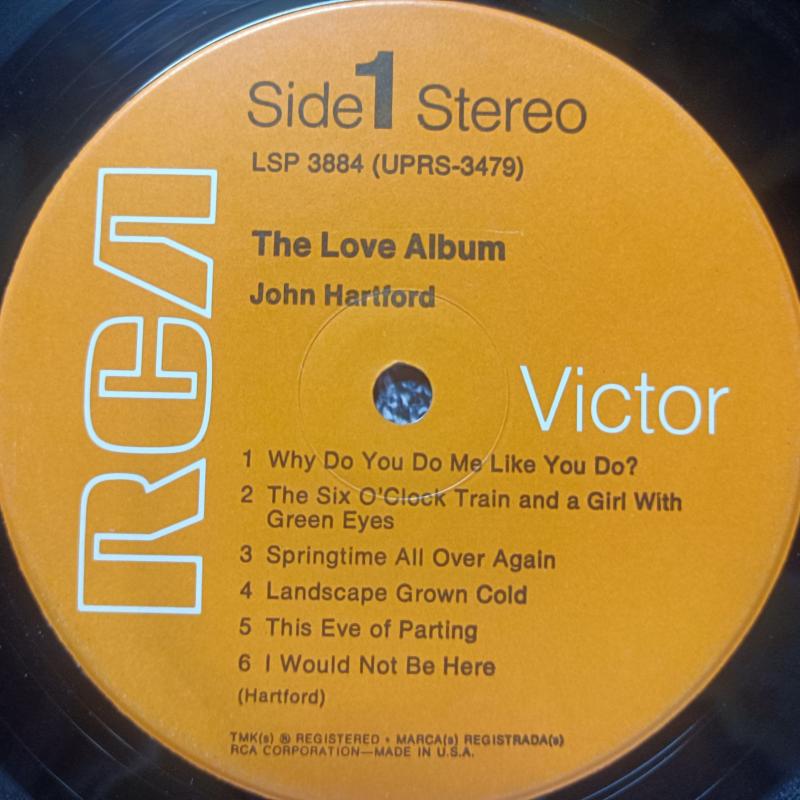 Side 1 Stereo
LSP 3884 (UPRS-3479)
The Love Album
John Hartford
RCA
Victor
1 Why Do You Do Me Like You Do?
2 The Six O'Clock Train and a Girl With
Green Eyes
3 Springtime All Over Again
4 Landscape Grown Cold
5 This Eve of Parting
6 I Would Not Be Here
(Hartford)
TMK(s) ® REGISTERED • MARCA(s) REGISTRADA(s)
RCA CORPORATION—MADE IN U.S.A.